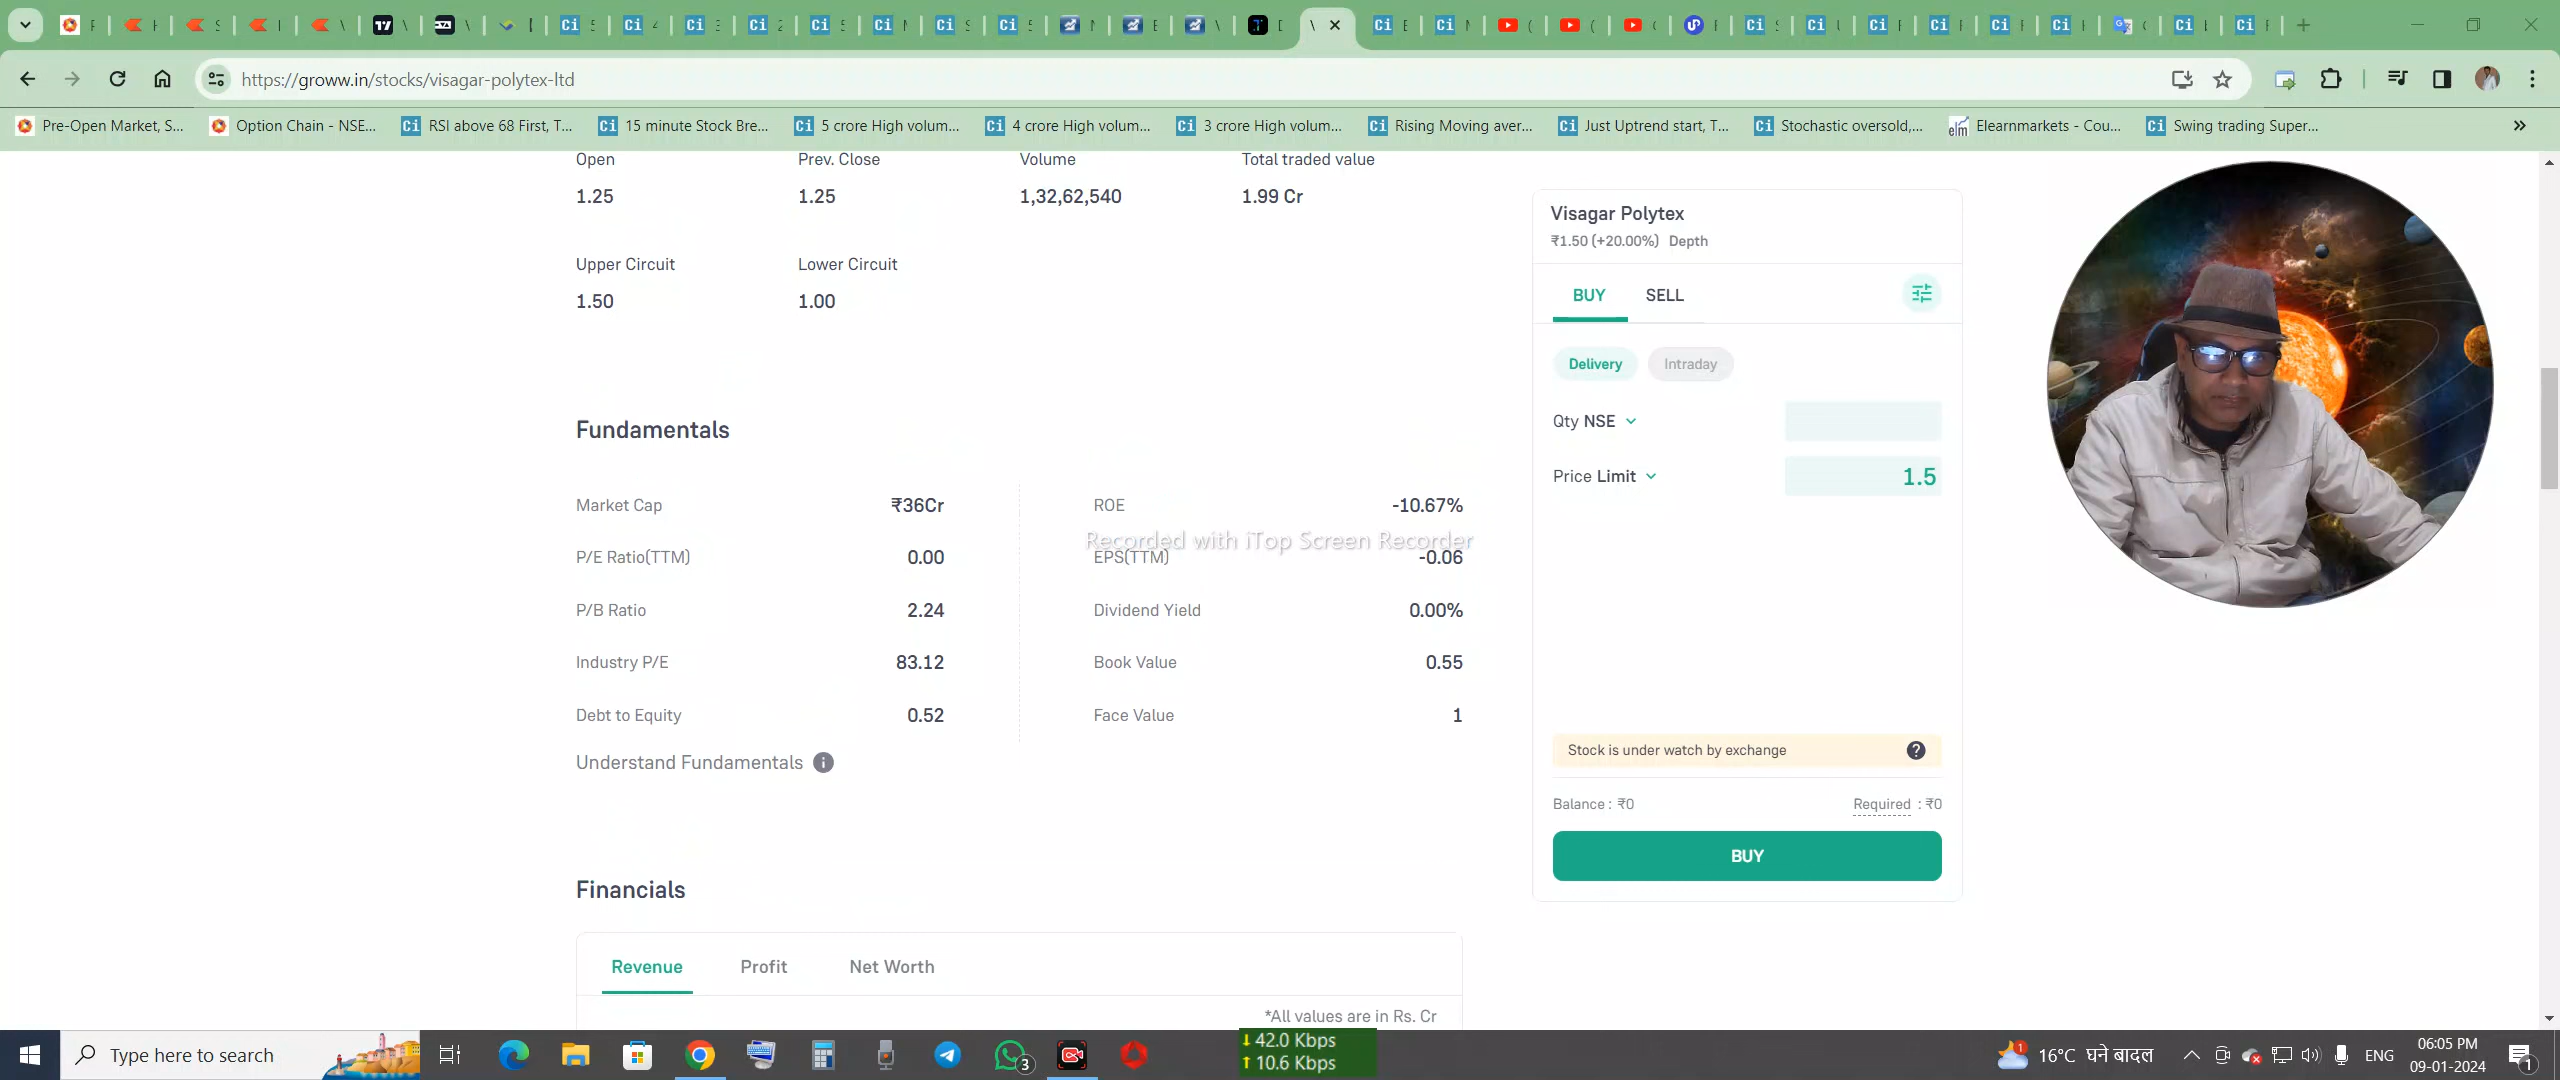 https://groww.in/stocks/visagar-polytex-ltd
Pre-Open Market, S...
Option Chain - NSE...
RSI above 68 First, T...
15 minute Stock Bre...
5 crore High volum...
4 crore High volum...
3 crore High volum...
Rising Moving aver...
Just Uptrend start, T...
Stochastic oversold,...
Elearnmarkets - Cou...
Swing trading Super...
Open
Prev. Close
Volume
Total traded value
1.25
1.25
1,32,62,540
1.99 Cr
Upper Circuit
Lower Circuit
1.50
1.00
Fundamentals
Market Cap ₹36Cr
ROE -10.67%
Recorded with iTop Screen Recorder
P/E Ratio(TTM) 0.00
EPS(TTM) -0.06
P/B Ratio 2.24
Dividend Yield 0.00%
Industry P/E 83.12
Book Value 0.55
Debt to Equity 0.52
Face Value 1
Understand Fundamentals
Financials
Revenue Profit Net Worth
*All values are in Rs. Cr
Visagar Polytex
₹1.50 (+20.00%) Depth
BUY SELL
Delivery Intraday
Qty NSE
Price Limit 1.5
Stock is under watch by exchange
Balance : ₹0
Required : ₹0
BUY
Type here to search
3
42.0 Kbps
10.6 Kbps
1
16°C घने बादल
ENG
06:05 PM
09-01-2024
1